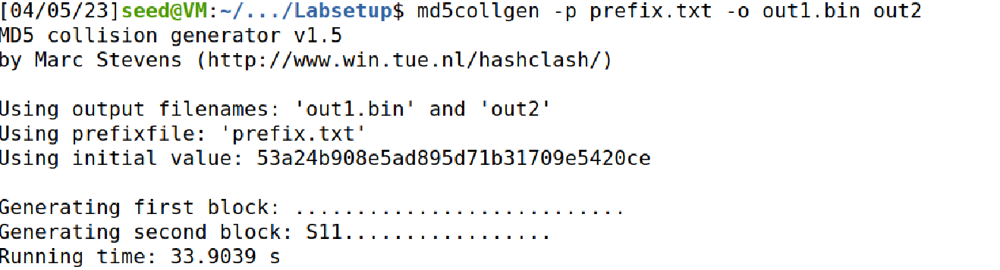 [04/05/23]seed@VM:~/.../Labsetup$ md5collgen -p prefix.txt -o out1.bin out2
MD5 collision generator v1.5
by Marc Stevens (http://www.win.tue.nl/hashclash/)
Using output filenames: 'out1.bin' and 'out2'
Using prefixfile: 'prefix.txt'
Using initial value: 53a24b908e5ad895d71b31709e5420ce
Generating first block: ...........................
Generating second block: S11.................
Running time: 33.9039 s